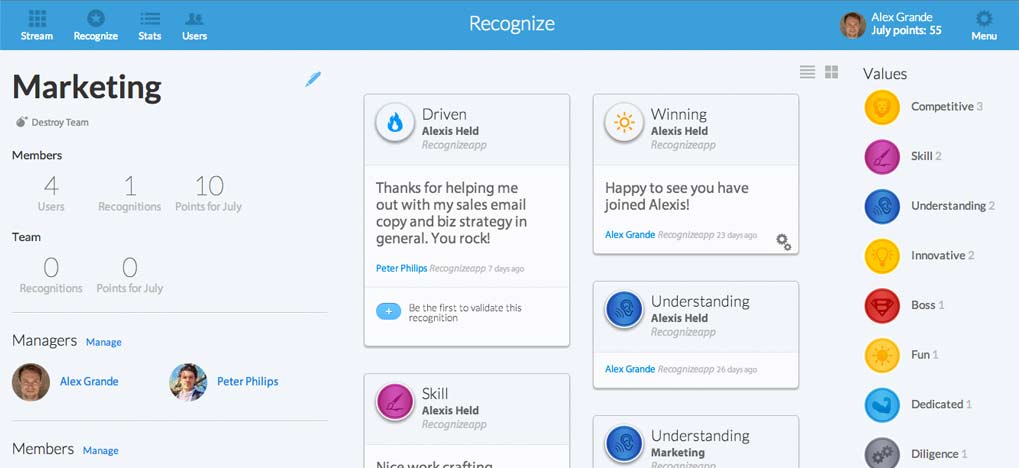 Recognize
Stream
Recognize
Stats
Users
Alex Grande
July points: 55
Menu
Marketing
Destroy Team
Members
4 1 10
Users Recognitions Points for July
Team
0 0
Recognitions Points for July
Managers Manage
Alex Grande
Peter Philips
Members Manage
Driven
Alexis Held
Recognizeapp
Thanks for helping me
out with my sales email
copy and biz strategy in
general. You rock!
Peter Philips Recognizeapp 7 days ago
Be the first to validate this
recognition
Skill
Alexis Held
Recognizeapp
Nice work crafting
Winning
Alexis Held
Recognizeapp
Happy to see you have
joined Alexis!
Alex Grande Recognizeapp 23 days ago
Understanding
Alexis Held
Recognizeapp
Alex Grande Recognizeapp 26 days ago
Understanding
Marketing
Recognizeapp
Values
Competitive 3
Skill 2
Understanding 2
Innovative 2
Boss 1
Fun 1
Dedicated 1
Diligence 1